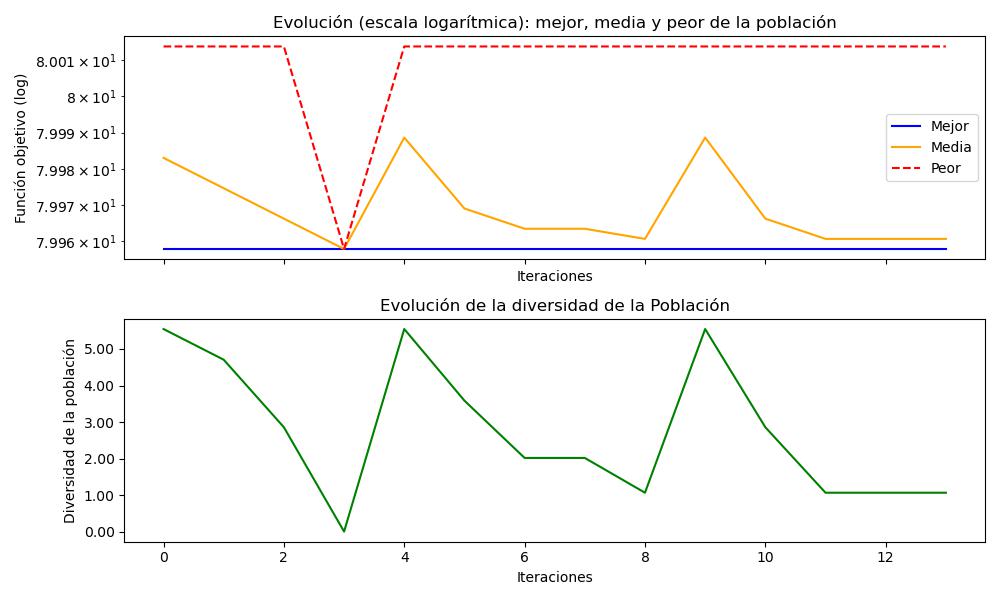 Evolución (escala logarítmica): mejor, media y peor de la población
Función objetivo (log)
8.001 × 10¹
8 × 10¹
7.999 × 10¹
7.998 × 10¹
7.997 × 10¹
7.996 × 10¹
Mejor
Media
Peor
Iteraciones
Evolución de la diversidad de la Población
Diversidad de la población
5.00
4.00
3.00
2.00
1.00
0.00
0 2 4 6 8 10 12
Iteraciones